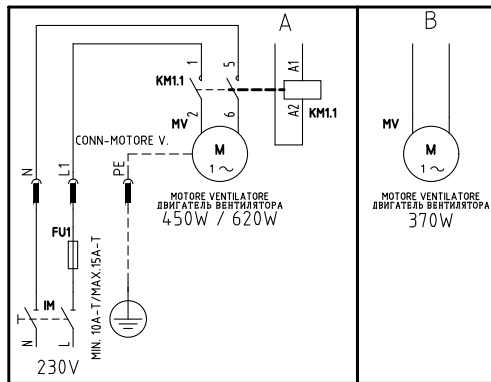 A
B
1
5
KM1.1
A1
A2
KM1.1
2
6
MV
MV
CONN-MOTORE V.
M
1 ~
M
1 ~
N
L1
PE
MOTORE VENTILATORE
ДВИГАТЕЛЬ ВЕНТИЛЯТОРА
450W / 620W
MOTORE VENTILATORE
ДВИГАТЕЛЬ ВЕНТИЛЯТОРА
370W
FU1
MIN. 10A-T/MAX.15A-T
IM
N
L
230V